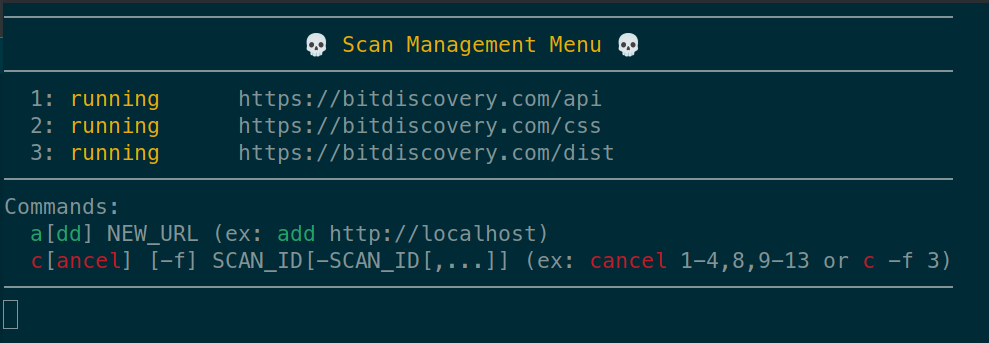 💀 Scan Management Menu 💀
1: running https://bitdiscovery.com/api
2: running https://bitdiscovery.com/css
3: running https://bitdiscovery.com/dist
Commands:
a[dd] NEW_URL (ex: add http://localhost)
c[ancel] [-f] SCAN_ID[-SCAN_ID[,...]] (ex: cancel 1-4,8,9-13 or c -f 3)